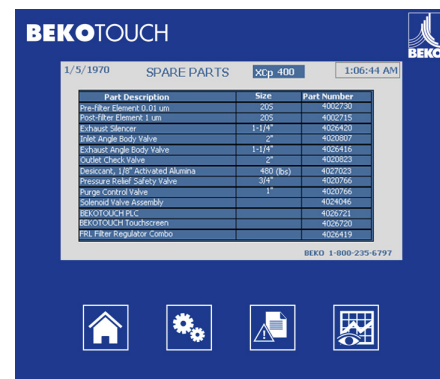 BEKOTOUCH
BEKO
1/5/1970 SPARE PARTS XCp 400 1:06:44 AM
Part Description Size Part Number
Pre-filter Element 0.01 um 20S 4002730
Post-filter Element 1 um 20S 4002715
Exhaust Silencer 1-1/4" 4026420
Inlet Angle Body Valve 2" 4020807
Exhaust Angle Body Valve 1-1/4" 4026416
Outlet Check Valve 2" 4020823
Desiccant, 1/8" Activated Alumina 480 (lbs) 4027023
Pressure Relief Safety Valve 3/4" 4020766
Purge Control Valve 1" 4020766
Solenoid Valve Assembly 4024046
BEKOTOUCH PLC 4026721
BEKOTOUCH Touchscreen 4026720
FRL Filter Regulator Combo 4026419
BEKO 1-800-235-6797